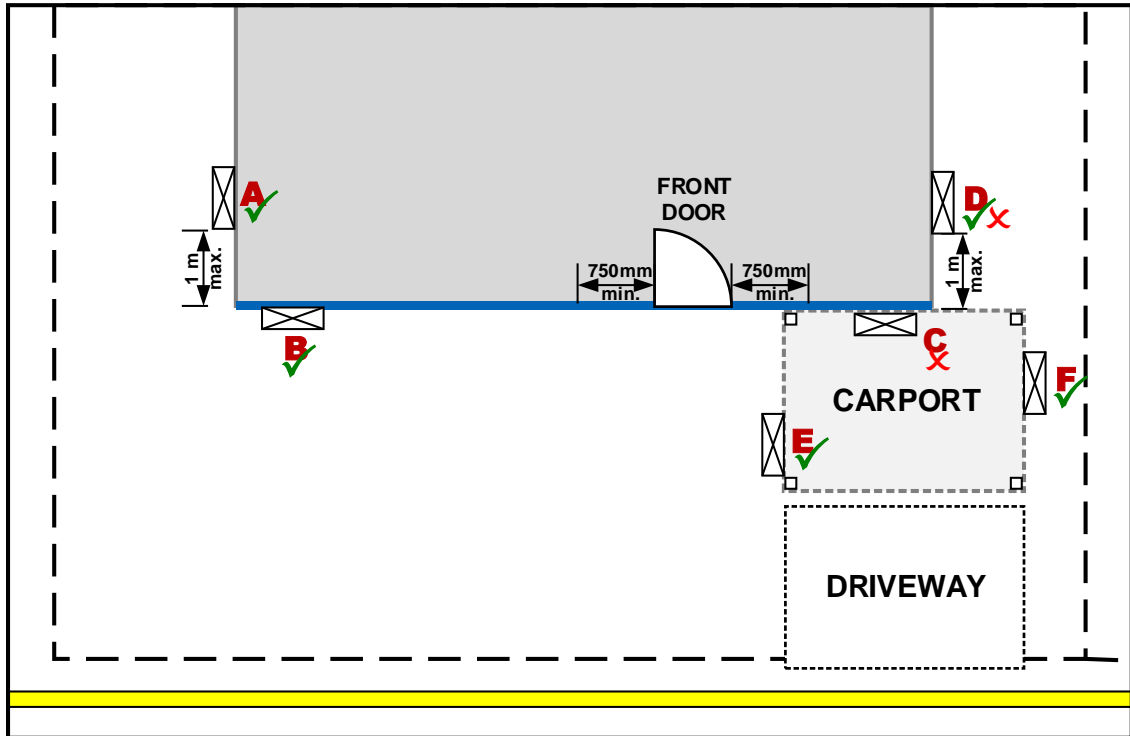 A
FRONT
DOOR
D
1 m
max.
750mm
min.
750mm
min.
1 m
max.
B
C
F
CARPORT
E
DRIVEWAY